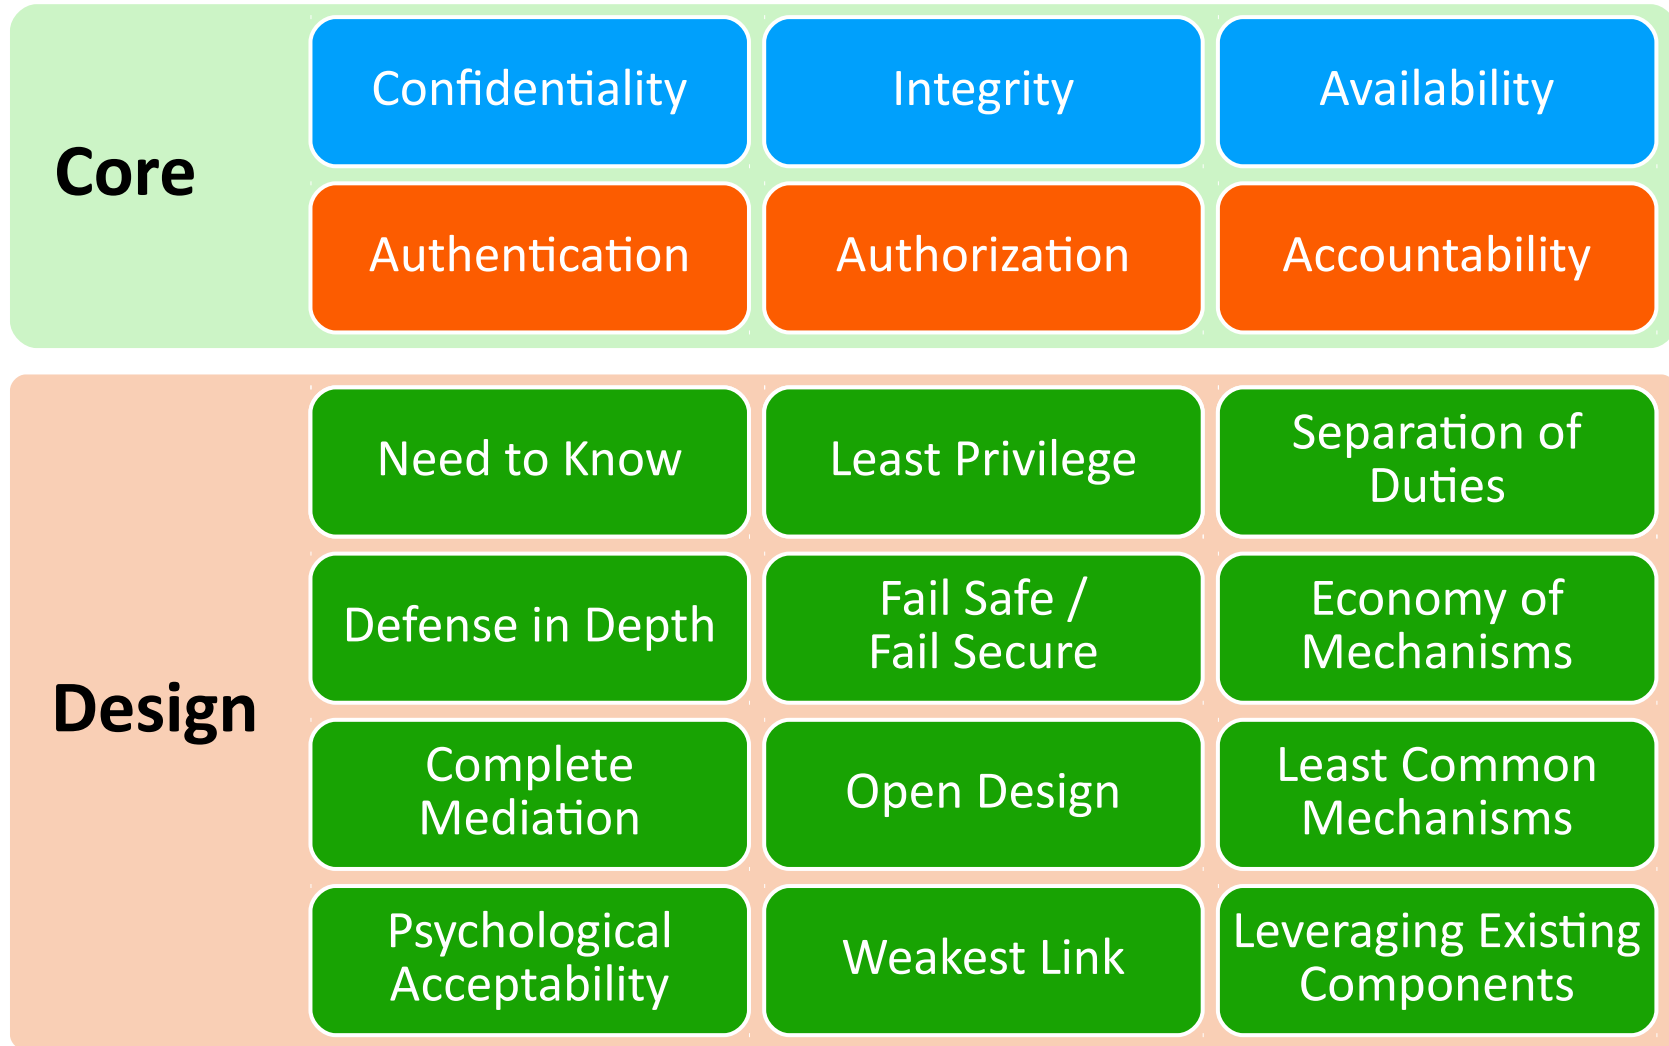 Core
Confidentiality
Integrity
Availability
Authentication
Authorization
Accountability
Design
Need to Know
Least Privilege
Separation of
Duties
Defense in Depth
Fail Safe /
Fail Secure
Economy of
Mechanisms
Complete
Mediation
Open Design
Least Common
Mechanisms
Psychological
Acceptability
Weakest Link
Leveraging Existing
Components